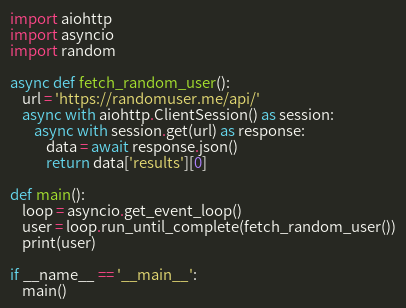 import aiohttp
import asyncio
import random

async def fetch_random_user():
    url = 'https://randomuser.me/api/'
    async with aiohttp.ClientSession() as session:
        async with session.get(url) as response:
            data = await response.json()
            return data['results'][0]

def main():
    loop = asyncio.get_event_loop()
    user = loop.run_until_complete(fetch_random_user())
    print(user)

if __name__ == '__main__':
    main()